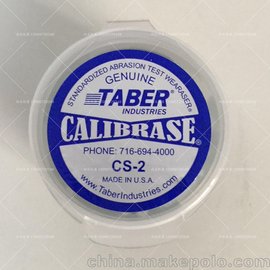 STANDARDIZED ABRASION TEST WEARASER®
GENUINE
TABER®
INDUSTRIES
CALIBRASE®
PHONE: 716-694-4000
CS-2
MADE IN U.S.A.
www.TaberIndustries.com
china.makepolo.com